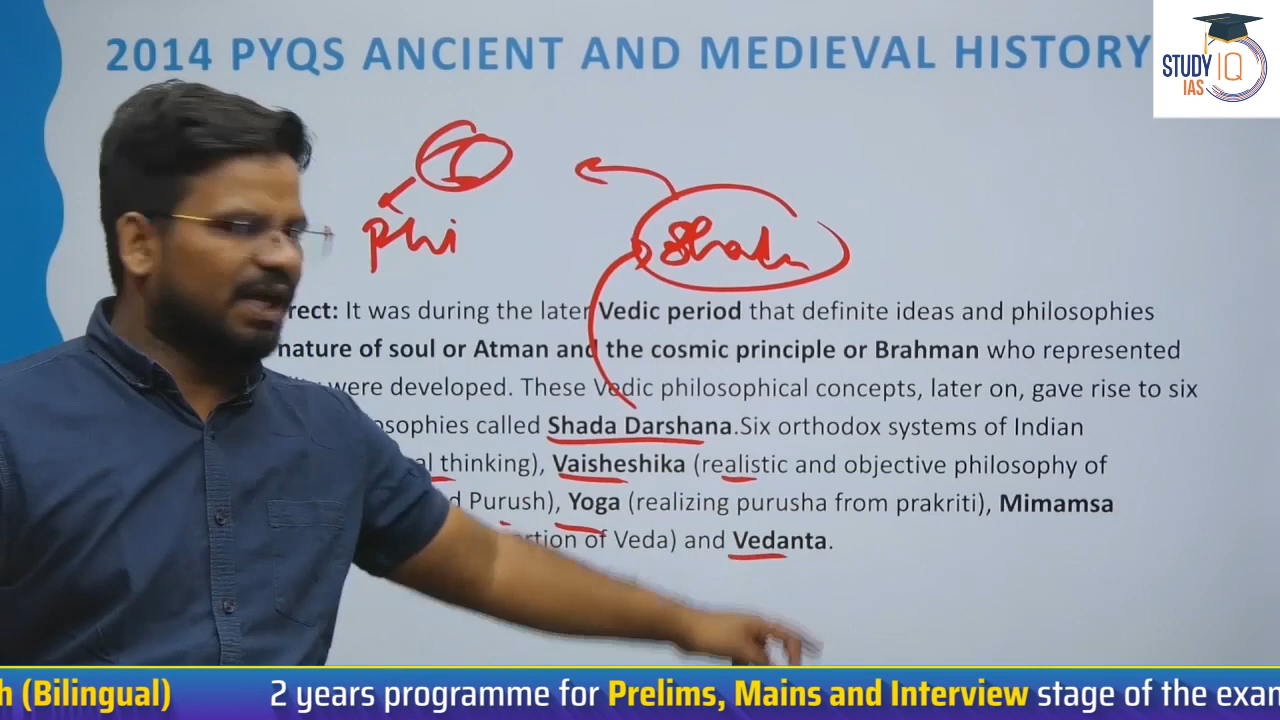 2014 PYQS ANCIENT AND MEDIEVAL HISTORY
STUDY IQ
IAS
Phi
Shada
rect: It was during the later Vedic period that definite ideas and philosophies
nature of soul or Atman and the cosmic principle or Brahman who represented
were developed. These Vedic philosophical concepts, later on, gave rise to six
osophies called Shada Darshana.Six orthodox systems of Indian
al thinking), Vaisheshika (realistic and objective philosophy of
d Purush), Yoga (realizing purusha from prakriti), Mimamsa
rtion of Veda) and Vedanta.
h (Bilingual) 2 years programme for Prelims, Mains and Interview stage of the exam